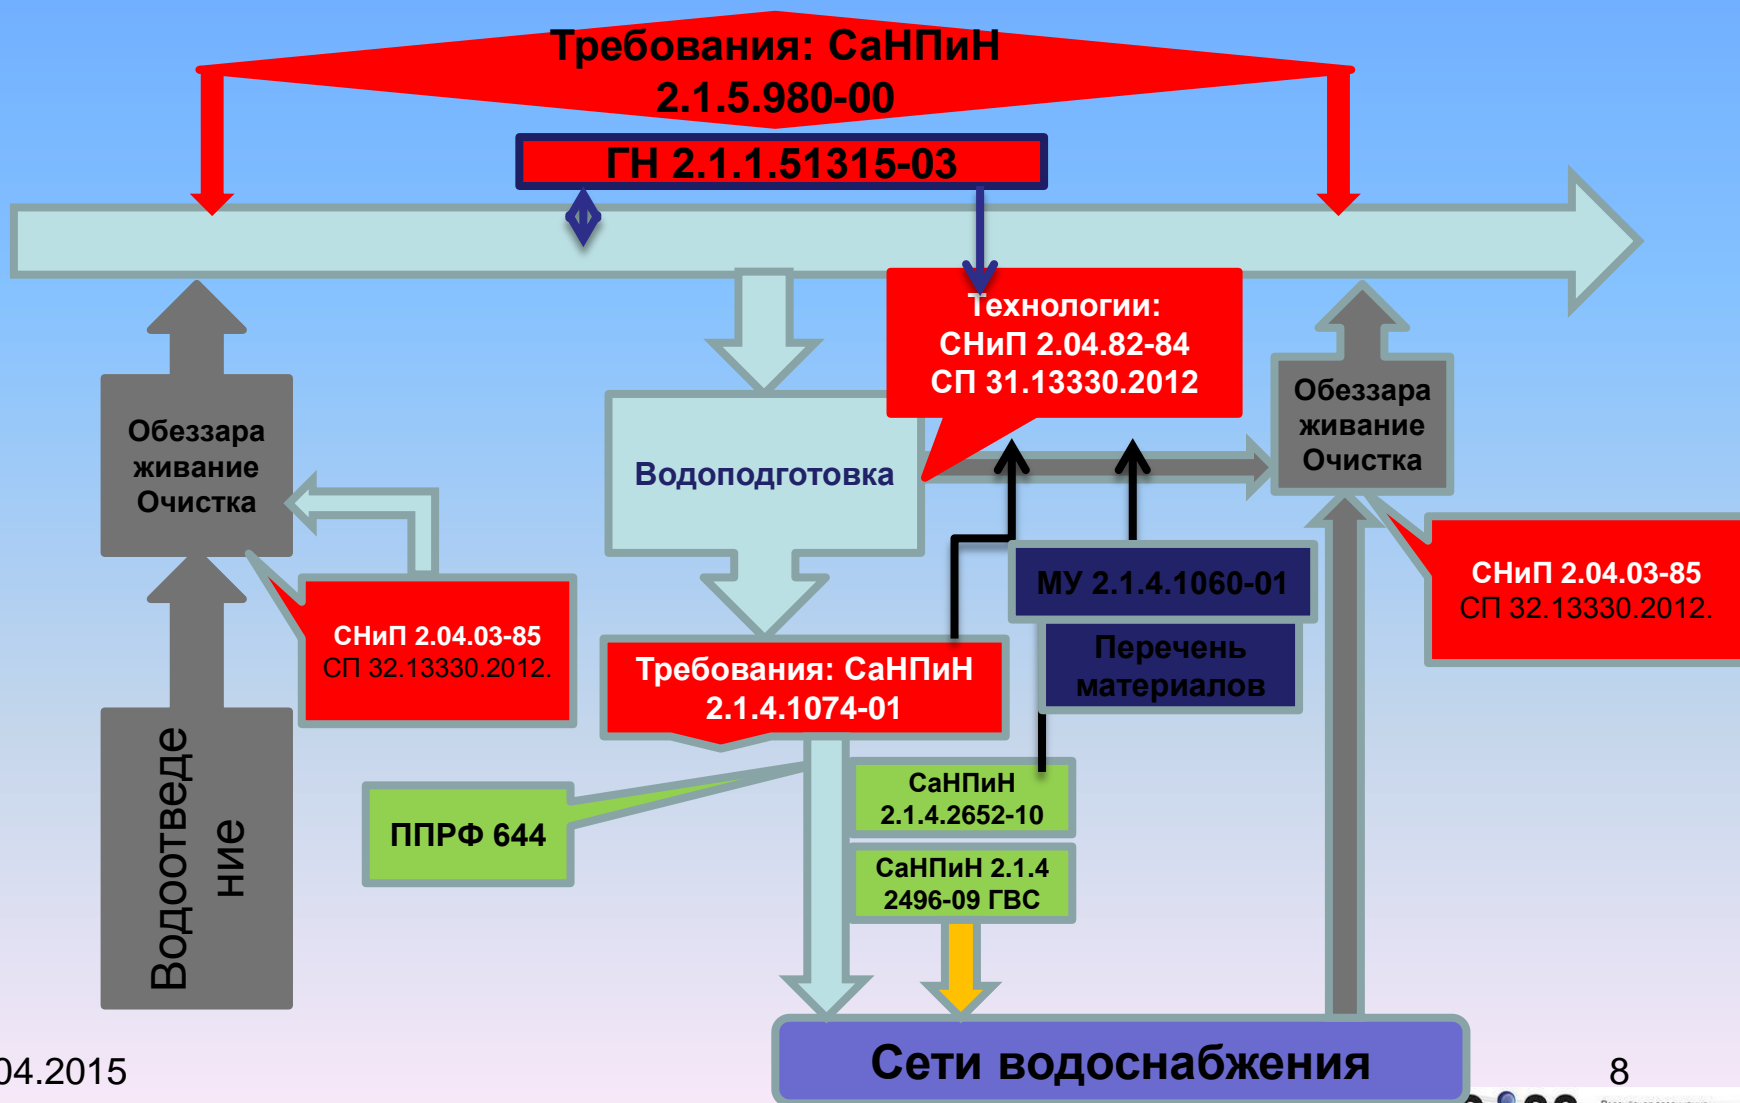 Требования: СаНПиН
2.1.5.980-00
ГН 2.1.1.51315-03
Технологии:
СНиП 2.04.82-84
СП 31.13330.2012
Обеззара
живание
Очистка
Водоподготовка
Обеззара
живание
Очистка
СНиП 2.04.03-85
СП 32.13330.2012.
МУ 2.1.4.1060-01
СНиП 2.04.03-85
СП 32.13330.2012.
Требования: СаНПиН
2.1.4.1074-01
Перечень
материалов
Водоотведе
ние
ППРФ 644
СаНПиН
2.1.4.2652-10
СаНПиН 2.1.4
2496-09 ГВС
Сети водоснабжения
04.2015
8